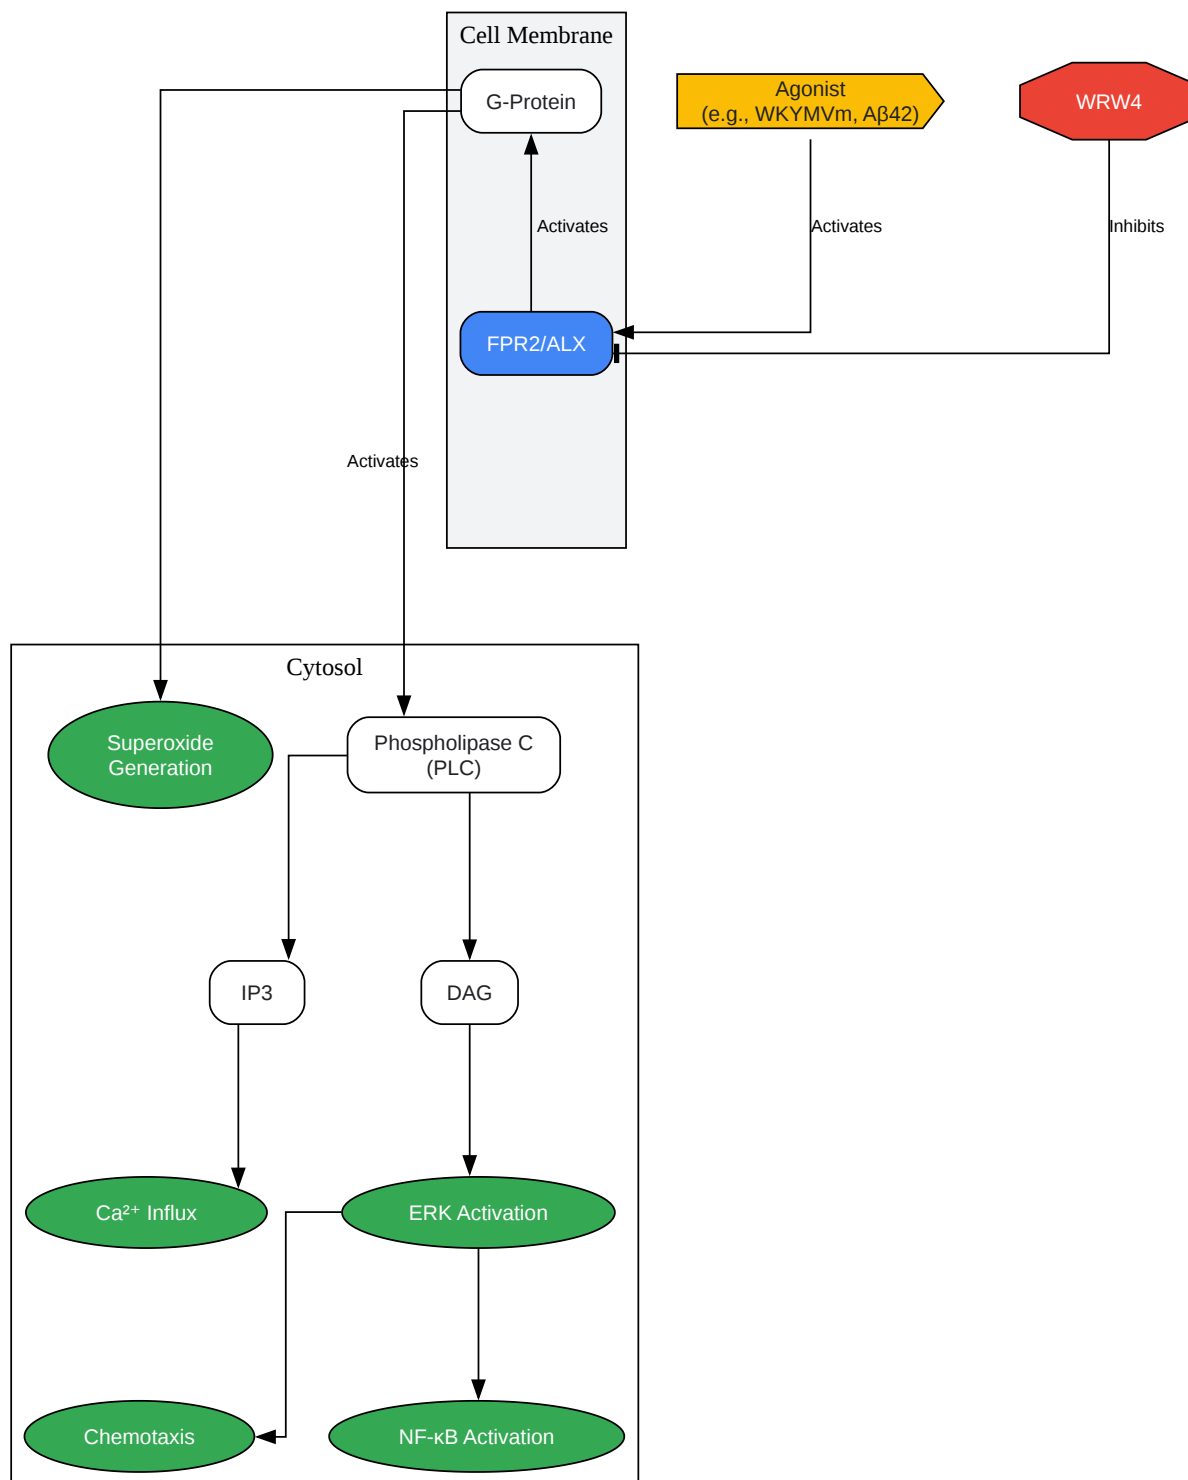 Cell Membrane
G-Protein
Agonist
(e.g., WKYMVm, Aβ42)
WRW4
Activates
Activates
Inhibits
FPR2/ALX
Activates
Cytosol
Superoxide
Generation
Phospholipase C
(PLC)
IP3
DAG
Ca²⁺ Influx
ERK Activation
Chemotaxis
NF-κB Activation